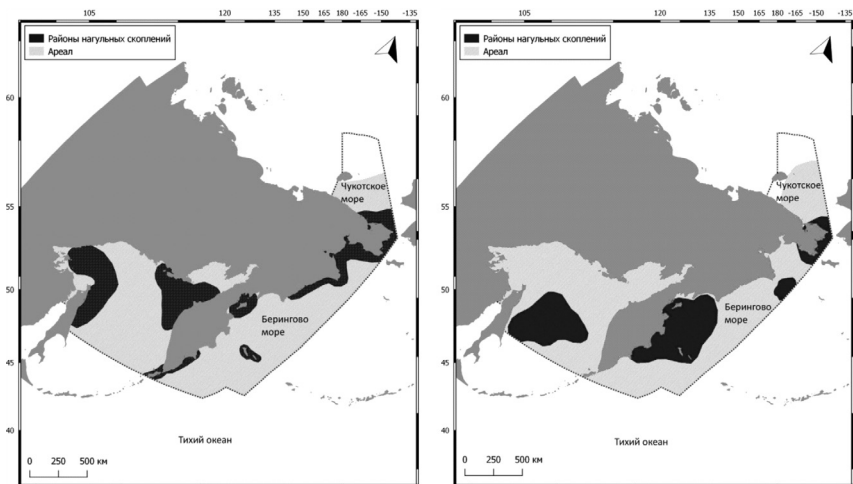 105 120 135 150 165 180 -165 -150 -135
Районы нагульных скоплений
Ареал
60
55
50
45
40
Чукотское
море
Берингово
море
Тихий океан
0 250 500 км
105 120 135 150 165 180 -165 -150 -135
Районы нагульных скоплений
Ареал
60
55
50
45
40
Чукотское
море
Берингово
море
Тихий океан
0 250 500 км